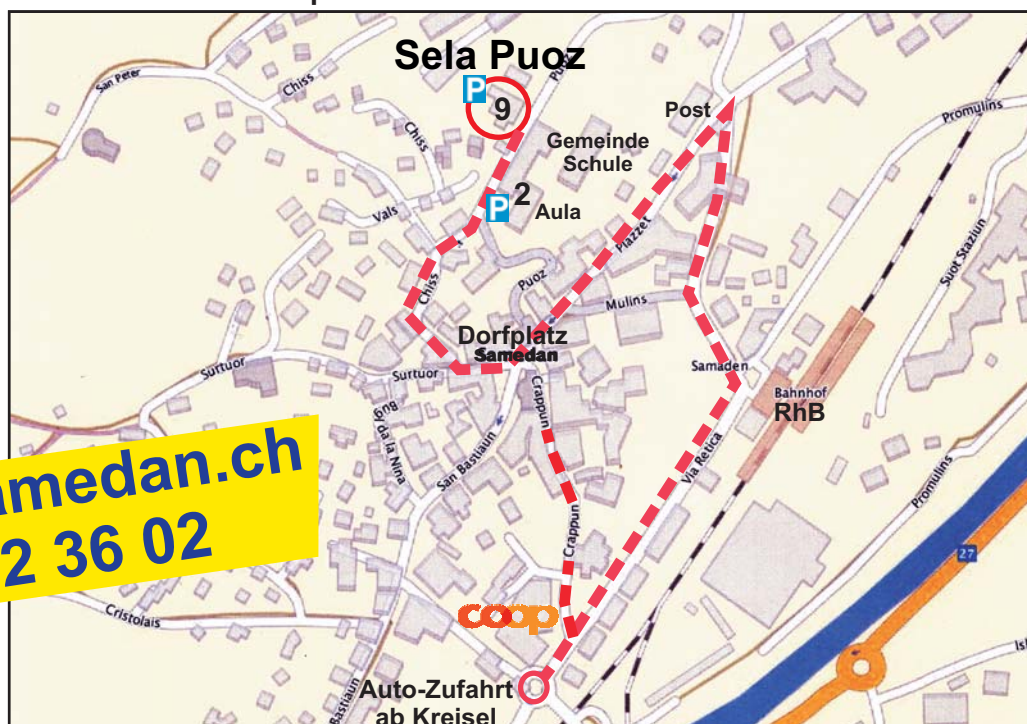 Sela Puoz
P
9
San Peter
Chiss
Puoz
Post
Promulins
Gemeinde
Schule
Chiss
2
P
Aula
Vals
Plazzet
Suot Staziun
Puoz
Chiss
Mulins
Dorfplatz
Samedan
Samaden
Surtuor
Surtuor
Bahnhof
RhB
Crappun
San Bastiaun
Via Retica
Promulins
amedan.ch
2 36 02
Crappun
27
coop
Cristolais
Bastiaun
Auto-Zufahrt
ab Kreisel